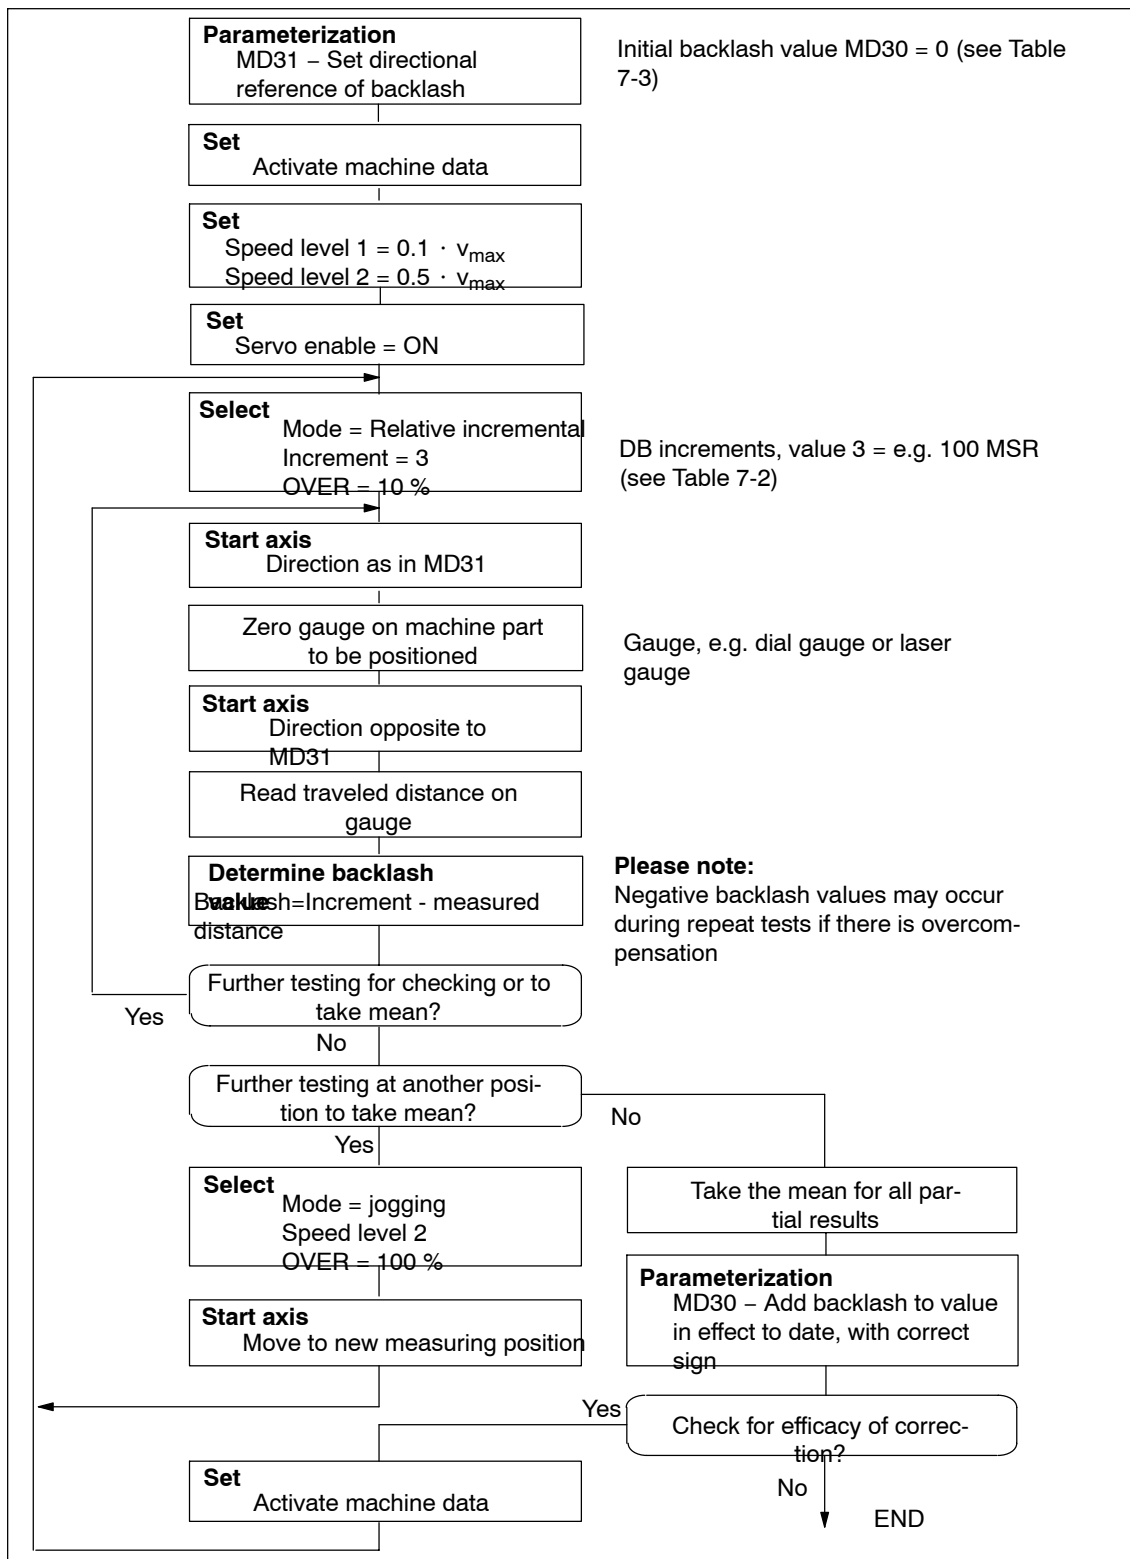 Parameterization
MD31 – Set directional
reference of backlash
Initial backlash value MD30 = 0 (see Table
7-3)
Set
Activate machine data
Set
Speed level 1 = 0.1 · vmax
Speed level 2 = 0.5 · vmax
Set
Servo enable = ON
Select
Mode = Relative incremental
Increment = 3
OVER = 10 %
DB increments, value 3 = e.g. 100 MSR
(see Table 7-2)
Start axis
Direction as in MD31
Zero gauge on machine part
to be positioned
Gauge, e.g. dial gauge or laser
gauge
Start axis
Direction opposite to
MD31
Read traveled distance on
gauge
Determine backlash
value
Backlash=Increment - measured
distance
Please note:
Negative backlash values may occur
during repeat tests if there is overcom-
pensation
Further testing for checking or to
take mean?
Yes
No
Further testing at another posi-
tion to take mean?
No
Yes
Select
Mode = jogging
Speed level 2
OVER = 100 %
Take the mean for all par-
tial results
Parameterization
MD30 – Add backlash to value
in effect to date, with correct
sign
Start axis
Move to new measuring position
Yes
Check for efficacy of correc-
tion?
Set
Activate machine data
No
END